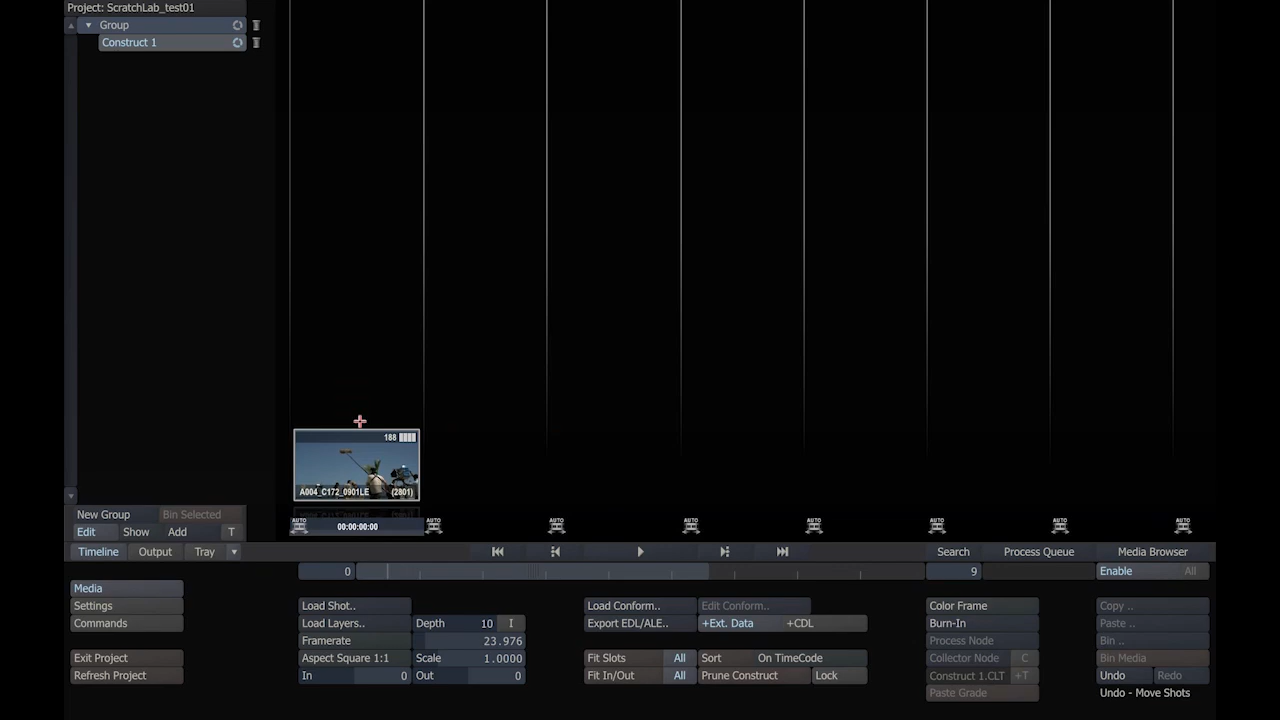 Project: ScratchLab_test01
Group
Construct 1
188
A004_C172_0901LE (2801)
New Group Bin Selected
Edit Show Add T
AUTO 00:00:00:00 AUTO AUTO AUTO AUTO AUTO AUTO AUTO
Timeline Output Tray Search Process Queue Media Browser
0 9 Enable All
Media
Settings Load Shot.. Load Conform.. Edit Conform.. Color Frame Copy ..
Commands Load Layers.. Depth 10 I Export EDL/ALE.. +Ext. Data +CDL Burn-In Paste ..
Framerate 23.976 Process Node Bin ..
Exit Project Aspect Square 1:1 Scale 1.0000 Fit Slots All Sort On TimeCode Collector Node C Bin Media
Refresh Project In 0 Out 0 Fit In/Out All Prune Construct Lock Construct 1.CLT +T Undo Redo
Paste Grade Undo - Move Shots